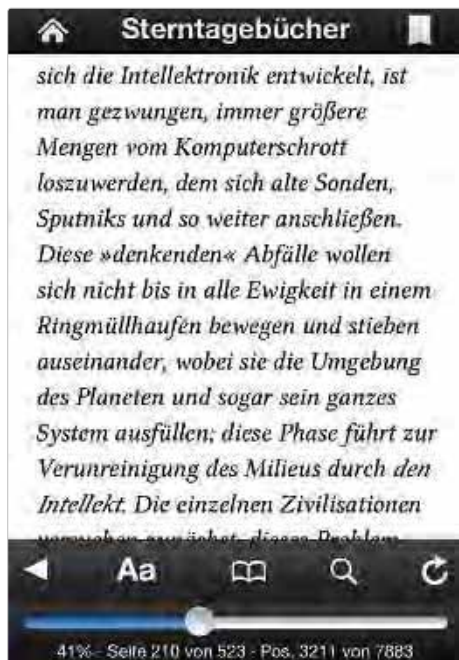 Sterntagebücher
sich die Intellektronik entwickelt, ist
man gezwungen, immer größere
Mengen vom Komputerschrott
loszuwerden, dem sich alte Sonden,
Sputniks und so weiter anschließen.
Diese »denkenden« Abfälle wollen
sich nicht bis in alle Ewigkeit in einem
Ringmüllhaufen bewegen und stieben
auseinander, wobei sie die Umgebung
des Planeten und sogar sein ganzes
System ausfüllen; diese Phase führt zur
Verunreinigung des Milieus durch den
Intellekt. Die einzelnen Zivilisationen
Aa
41% - Seite 210 von 523 - Pos. 3211 von 7883